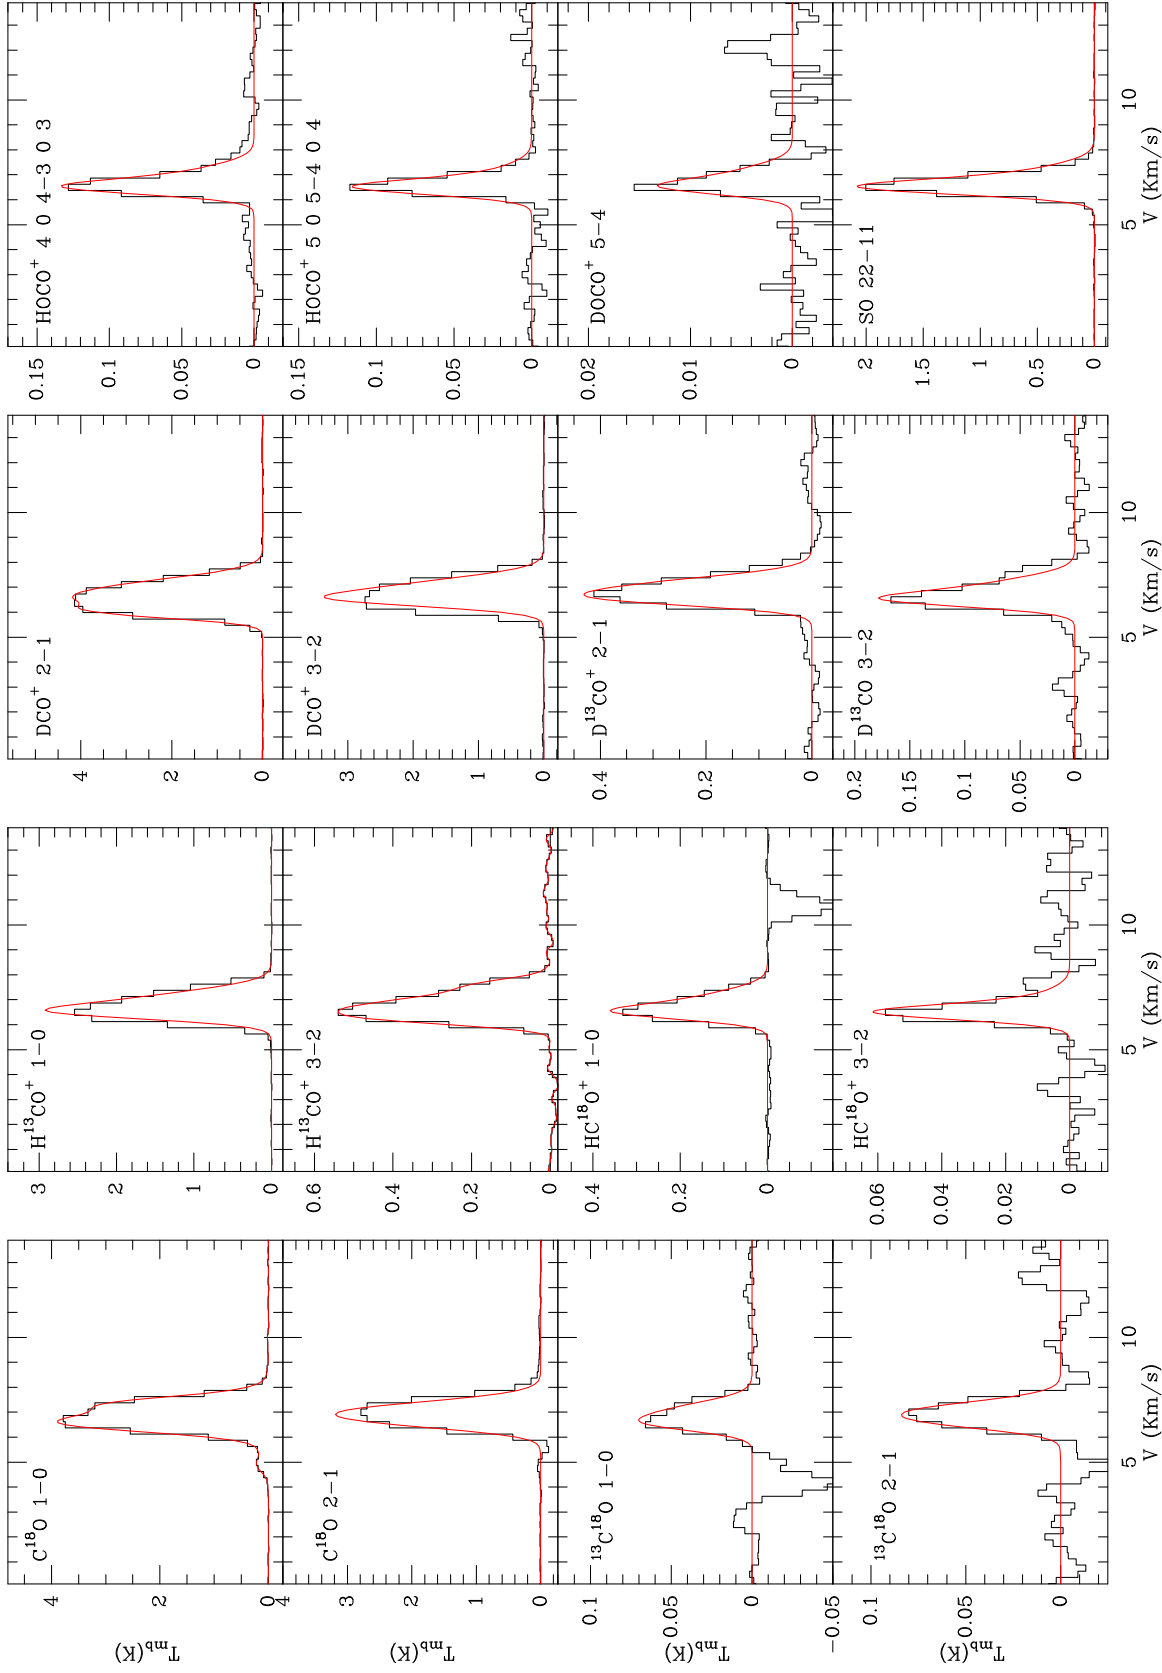 T_mb(K)
4
2
0
C¹⁸O 1−0
3
2
1
0
H¹³CO⁺ 1−0
4
2
0
DCO⁺ 2−1
0.15
0.1
0.05
0
HOCO⁺ 4 0 4−3 0 3
T_mb(K)
4
3
2
1
0
C¹⁸O 2−1
0.6
0.4
0.2
0
H¹³CO⁺ 3−2
3
2
1
0
DCO⁺ 3−2
0.15
0.1
0.05
0
HOCO⁺ 5 0 5−4 0 4
T_mb(K)
0.1
0.05
0
−0.05
¹³C¹⁸O 1−0
0.4
0.2
0
HC¹⁸O⁺ 1−0
0.4
0.2
0
D¹³CO⁺ 2−1
0.02
0.01
0
DOCO⁺ 5−4
T_mb(K)
0.1
0.05
0
¹³C¹⁸O 2−1
0.06
0.04
0.02
0
HC¹⁸O⁺ 3−2
0.2
0.15
0.1
0.05
0
D¹³CO 3−2
2
1.5
1
0.5
0
SO 22−11
5 10
5 10
5 10
5 10
V (Km/s)
V (Km/s)
V (Km/s)
V (Km/s)